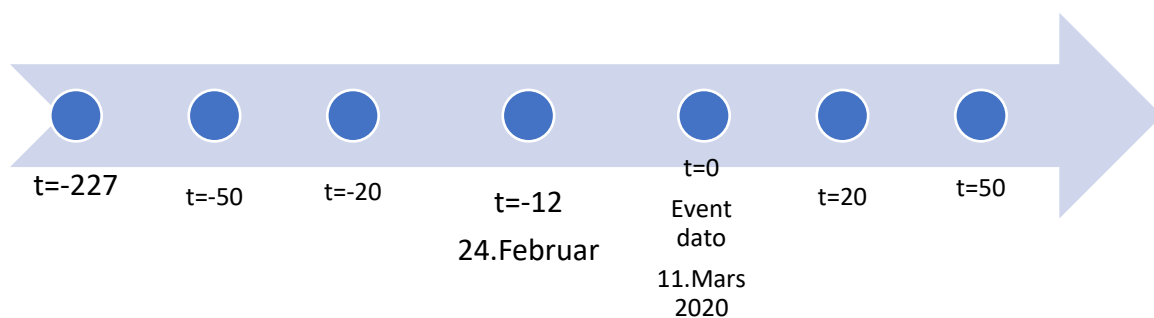 t=-227
t=-50
t=-20
t=-12
24.Februar
t=0
Event
dato
11.Mars
2020
t=20
t=50